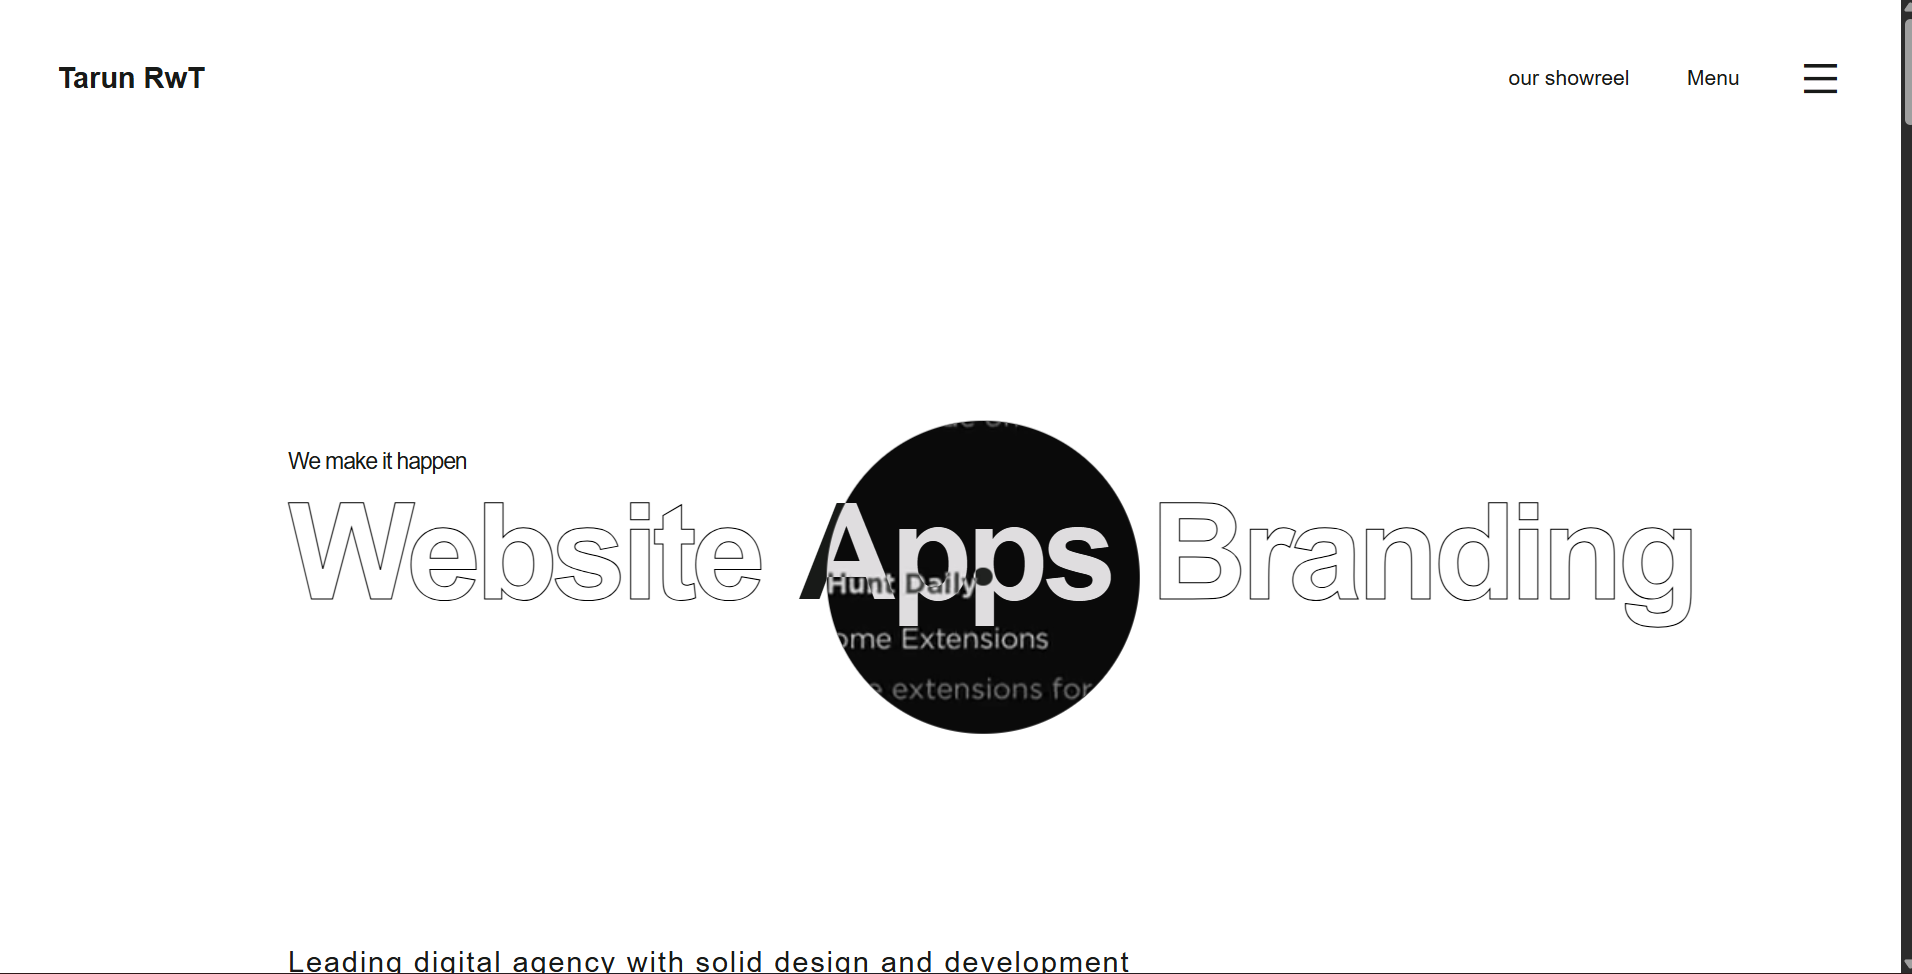 Tarun RwT
our showreel
Menu
We make it happen
Website Apps Branding
Hunt Daily
ome Extensions
extensions for
Leading digital agency with solid design and development